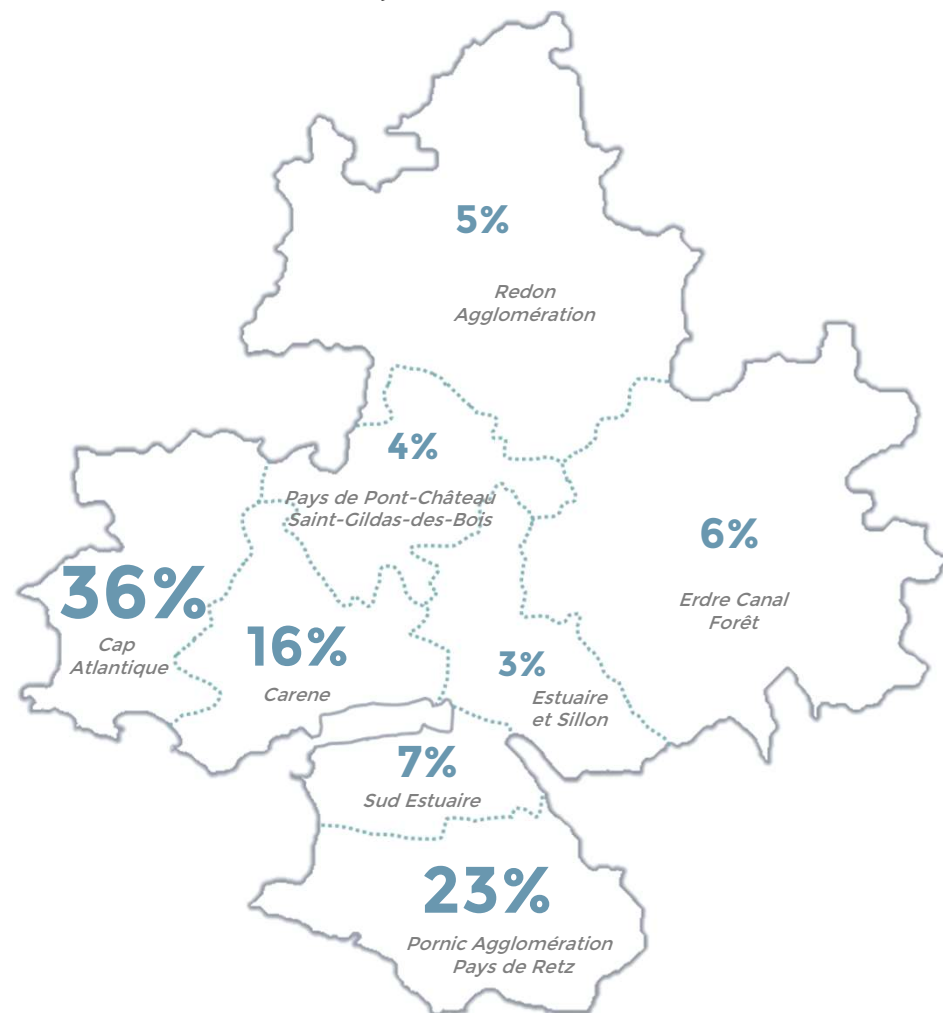 5%
Redon
Agglomération
4%
Pays de Pont-Château
Saint-Gildas-des-Bois
6%
Erdre Canal
Forêt
36%
Cap
Atlantique
16%
Carene
3%
Estuaire
et Sillon
7%
Sud Estuaire
23%
Pornic Agglomération
Pays de Retz